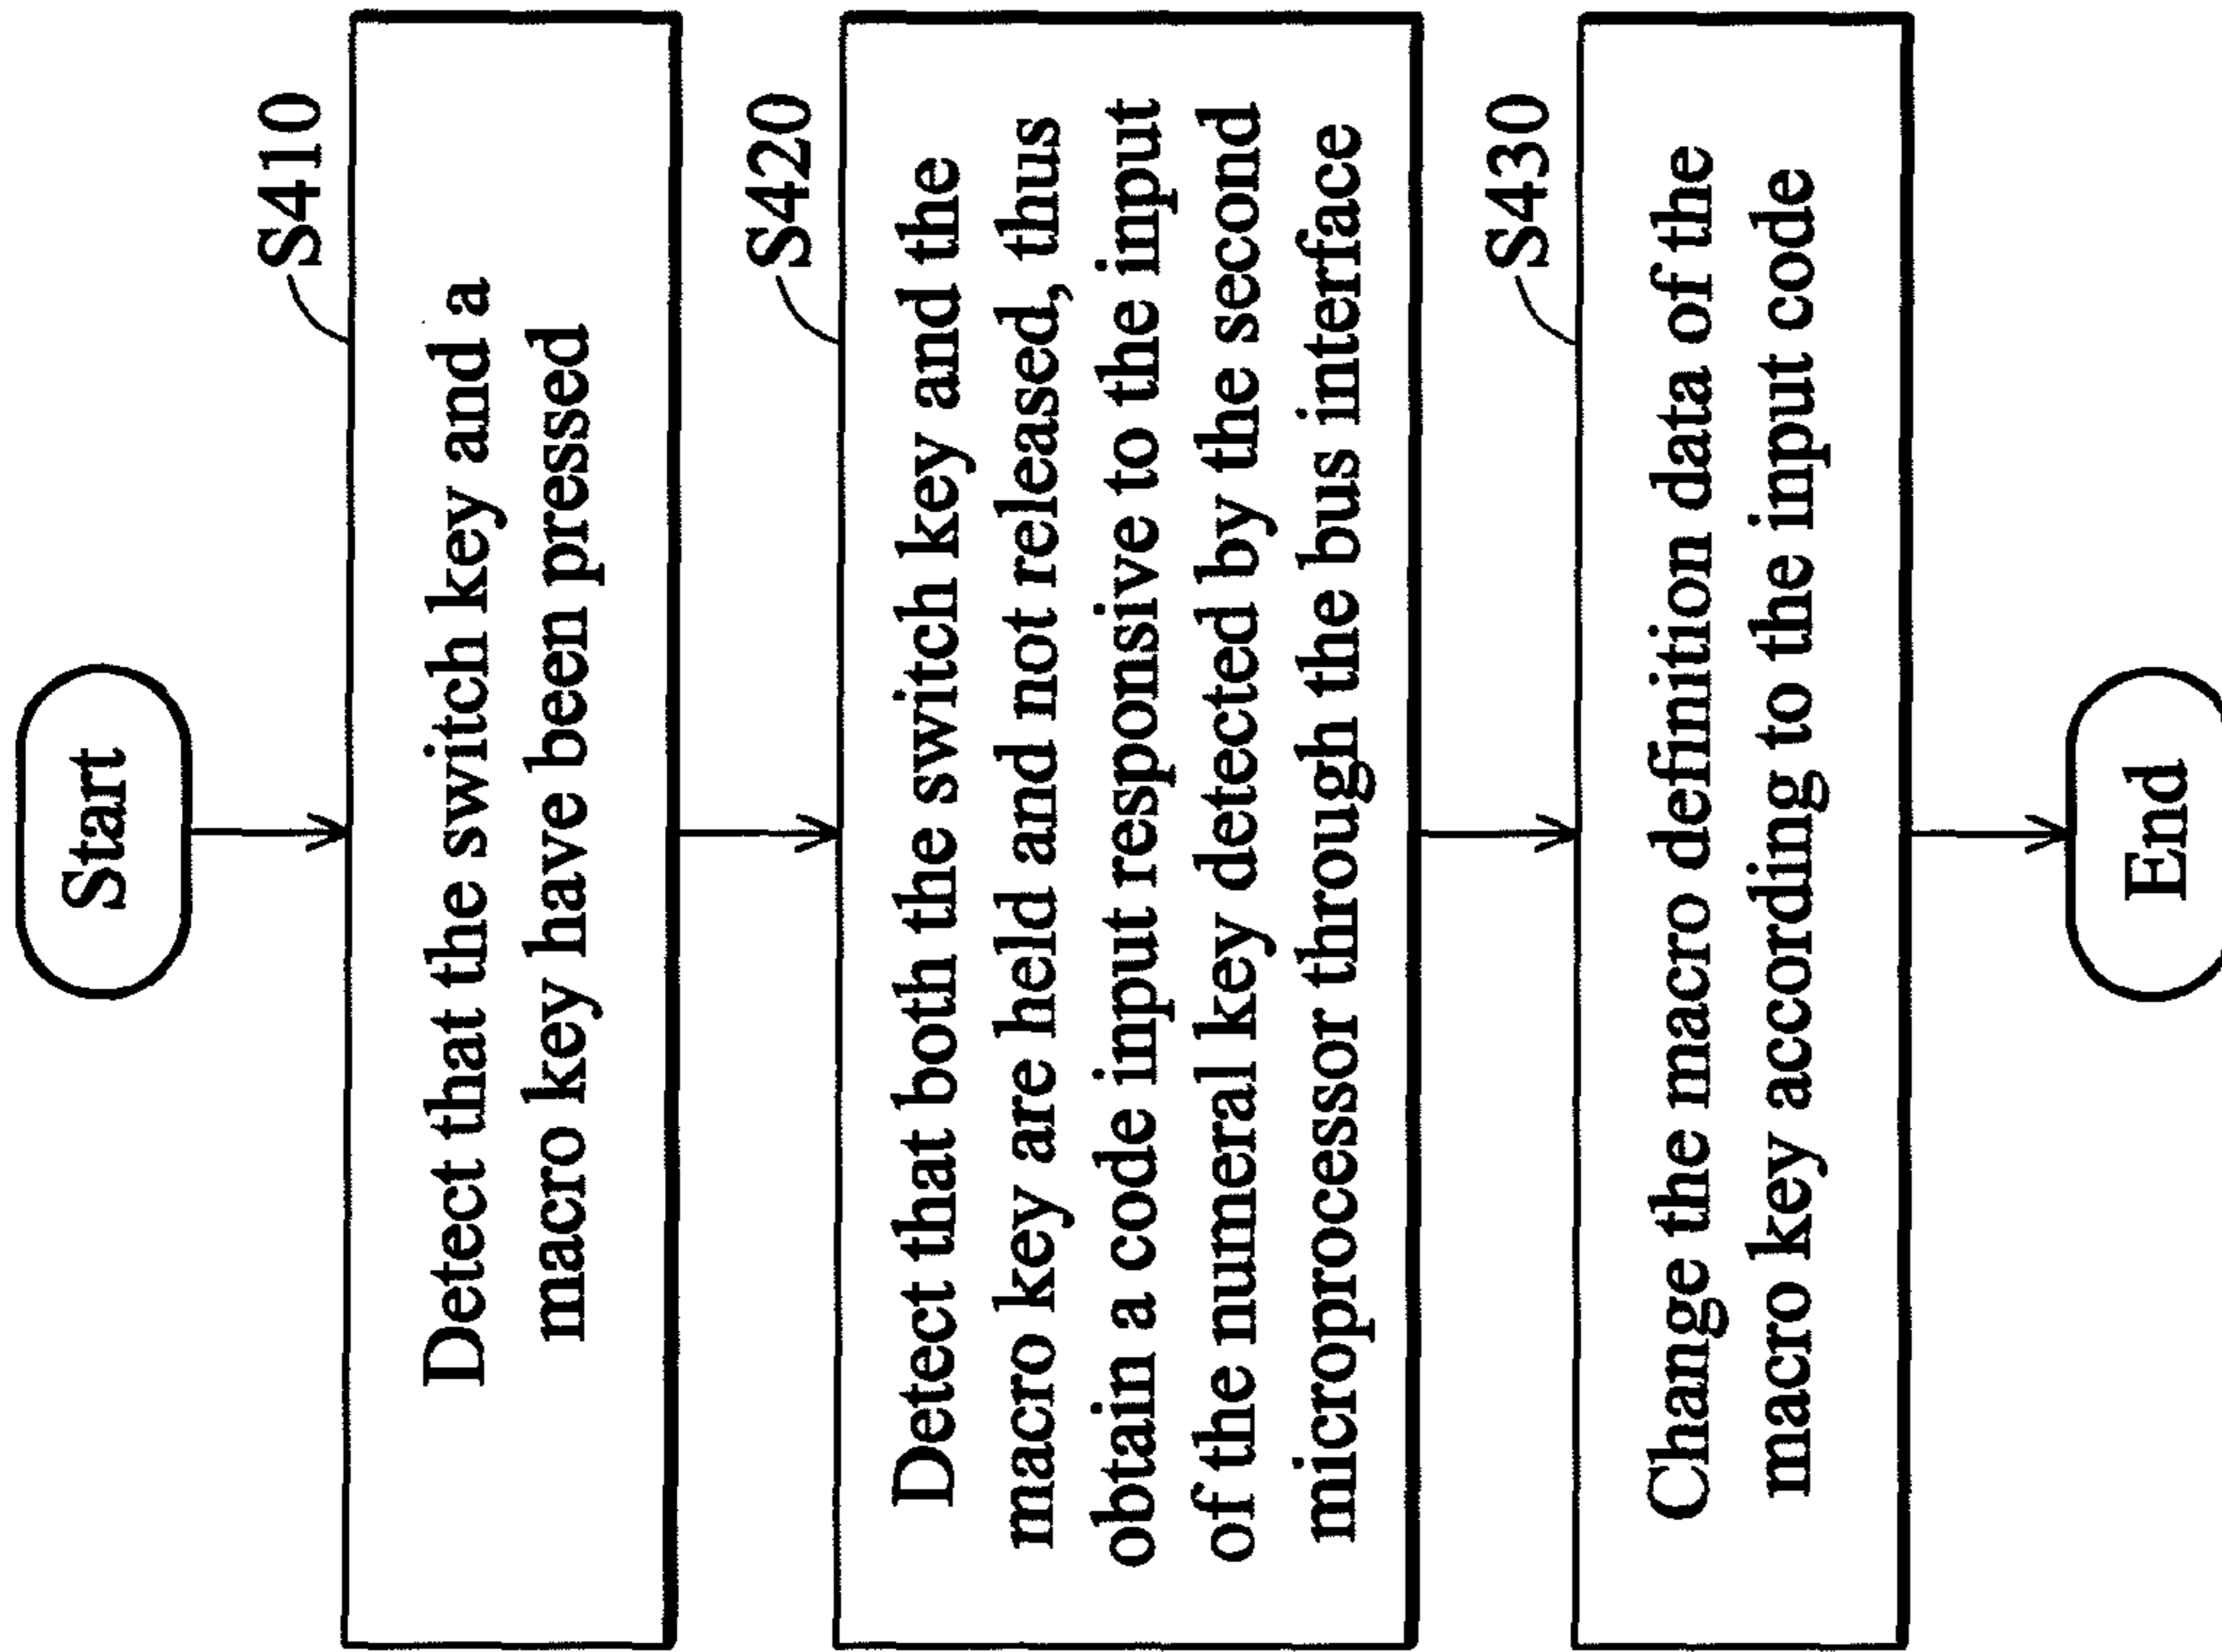 Start
S410
Detect that the switch key and a
macro key have been pressed
S420
Detect that both the switch key and the
macro key are held and not released, thus
obtain a code input responsive to the input
of the numeral key detected by the second
microprocessor through the bus interface
S430
Change the macro definition data of the
macro key according to the input code
End